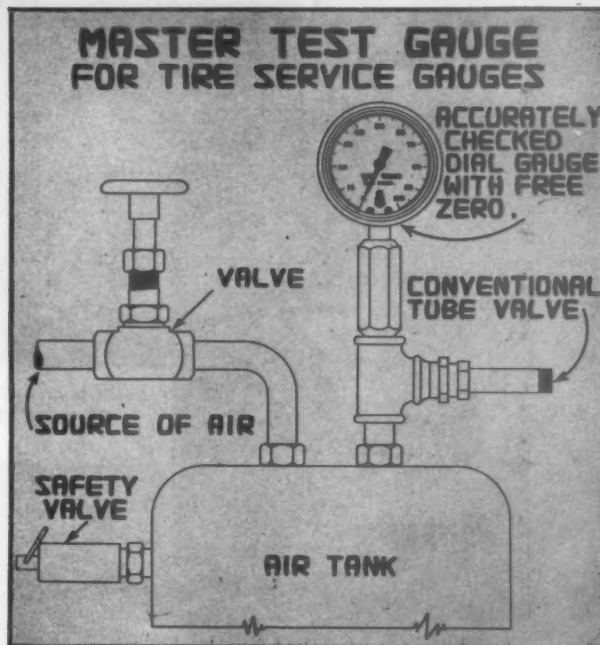 MASTER TEST GAUGE
FOR TIRE SERVICE GAUGES
ACCURATELY
CHECKED
DIAL GAUGE
WITH FREE
ZERO.
VALVE
CONVENTIONAL
TUBE VALVE
SOURCE OF AIR
SAFETY
VALVE
AIR TANK